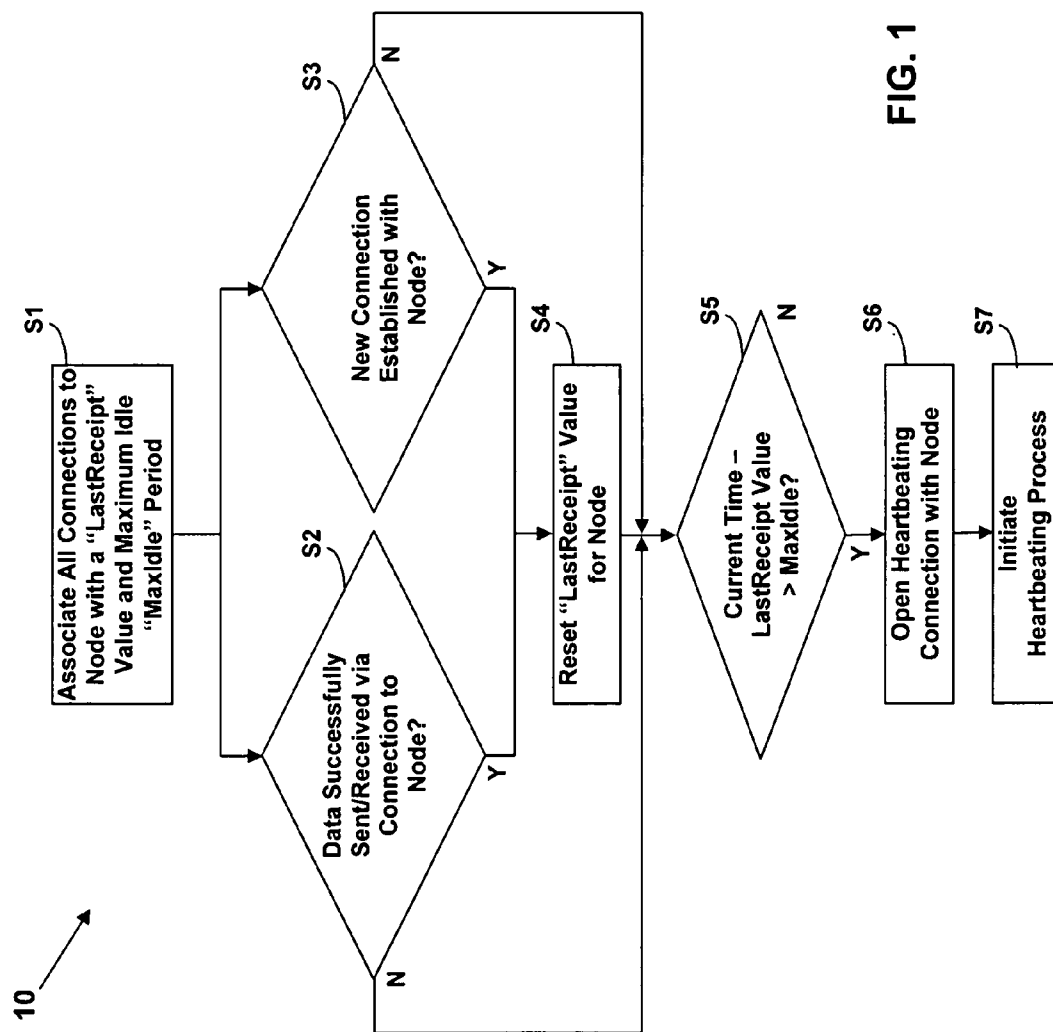 10
S1
Associate All Connections to
Node with a “LastReceipt”
Value and Maximum Idle
“MaxIdle” Period
S2
Data Successfully
Sent/Received via
Connection to
Node?
N
Y
S3
New Connection
Established with
Node?
N
Y
S4
Reset “LastReceipt” Value
for Node
S5
Current Time –
LastReceipt Value
> MaxIdle?
N
Y
S6
Open Heartbeating
Connection with Node
S7
Initiate
Heartbeating Process
FIG. 1